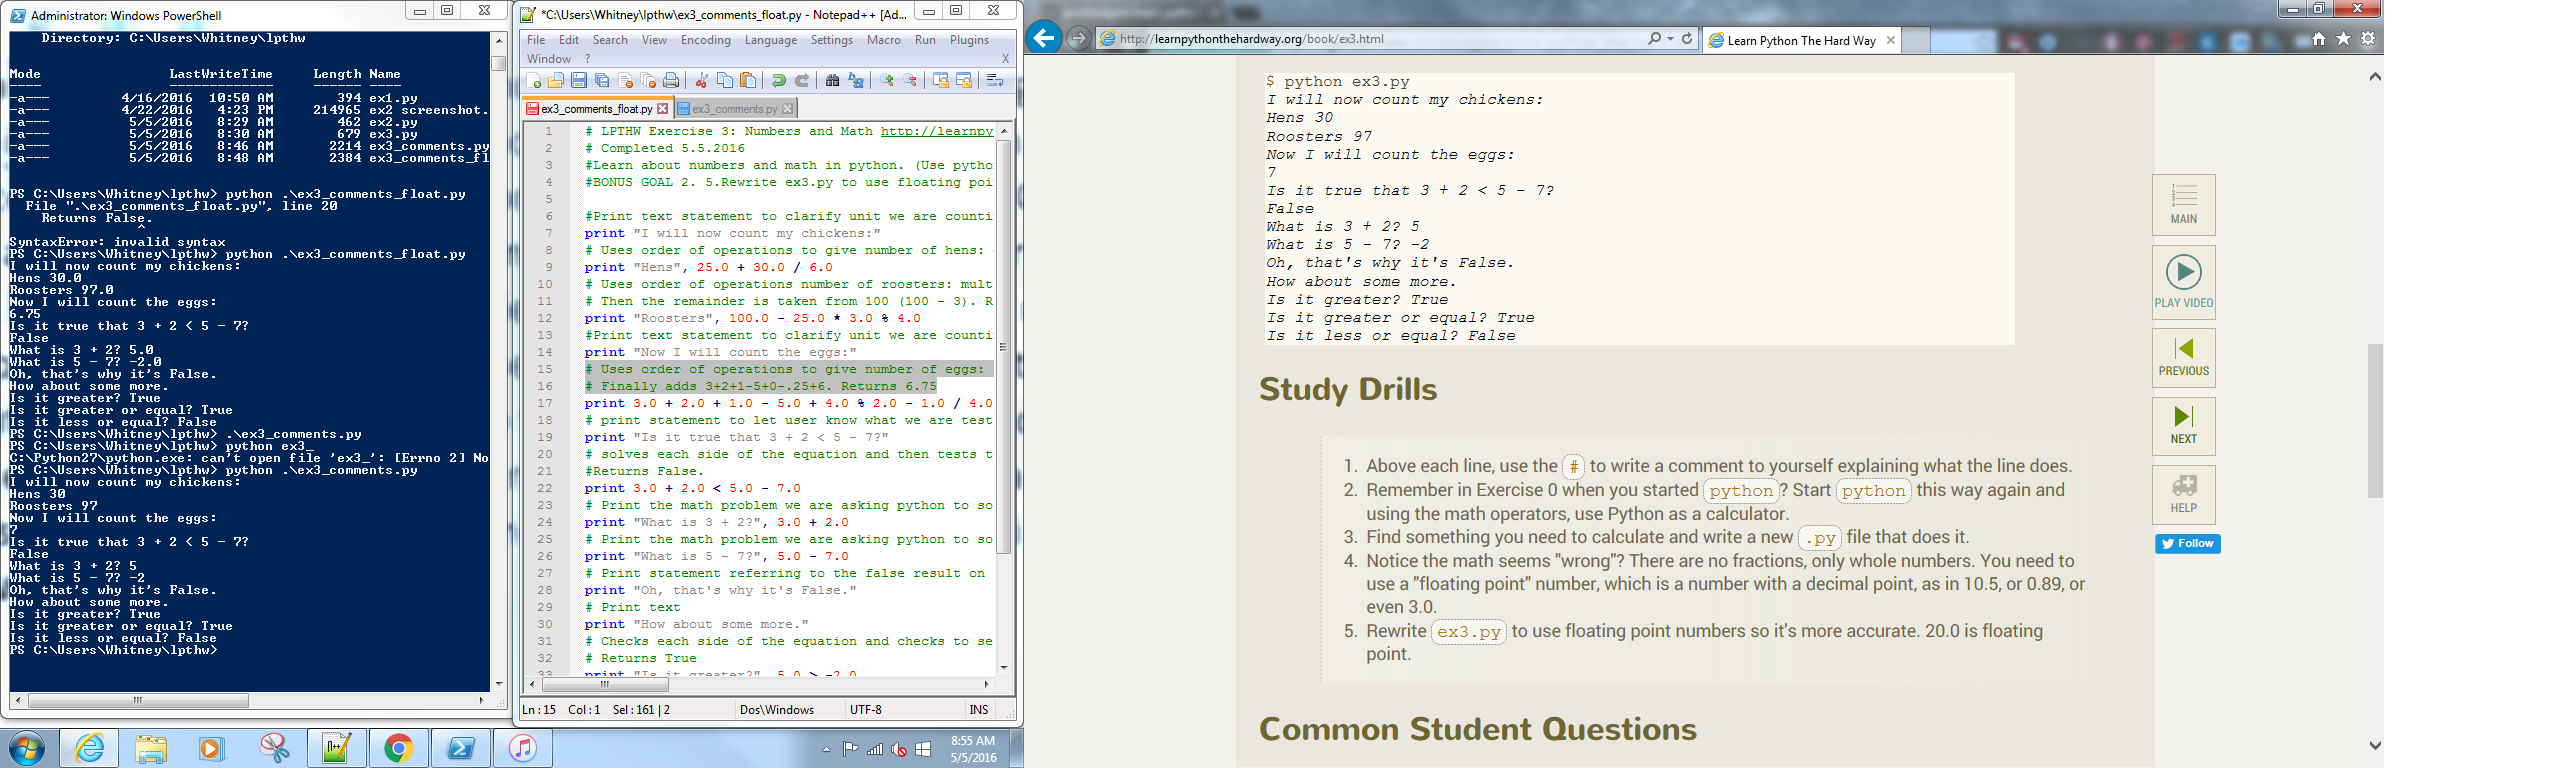 Administrator: Windows PowerShell
Directory: C:\Users\Whitney\lpthw
Mode LastWriteTime Length Name
---- ------------- ------ ----
-a--- 4/16/2016 10:50 AM 394 ex1.py
-a--- 4/22/2016 4:23 PM 214965 ex2 screenshot.
-a--- 5/5/2016 8:29 AM 462 ex2.py
-a--- 5/5/2016 8:30 AM 679 ex3.py
-a--- 5/5/2016 8:46 AM 2214 ex3_comments.py
-a--- 5/5/2016 8:48 AM 2384 ex3_comments_fl
PS C:\Users\Whitney\lpthw> python .\ex3_comments_float.py
File ".\ex3_comments_float.py", line 20
Returns False.
^
SyntaxError: invalid syntax
PS C:\Users\Whitney\lpthw> python .\ex3_comments_float.py
I will now count my chickens:
Hens 30.0
Roosters 97.0
Now I will count the eggs:
6.75
Is it true that 3 + 2 < 5 - 7?
False
What is 3 + 2? 5.0
What is 5 - 7? -2.0
Oh, that's why it's False.
How about some more.
Is it greater? True
Is it greater or equal? True
Is it less or equal? False
PS C:\Users\Whitney\lpthw> .\ex3_comments.py
PS C:\Users\Whitney\lpthw> python ex3_
C:\Python27\python.exe: can't open file 'ex3_': [Errno 2] No
PS C:\Users\Whitney\lpthw> python .\ex3_comments.py
I will now count my chickens:
Hens 30
Roosters 97
Now I will count the eggs:
7
Is it true that 3 + 2 < 5 - 7?
False
What is 3 + 2? 5
What is 5 - 7? -2
Oh, that's why it's False.
How about some more.
Is it greater? True
Is it greater or equal? True
Is it less or equal? False
PS C:\Users\Whitney\lpthw>
*C:\Users\Whitney\lpthw\ex3_comments_float.py - Notepad++ [Ad...
File Edit Search View Encoding Language Settings Macro Run Plugins
Window ? X
ex3_comments_float.py ex3_comments.py
1 # LPTHW Exercise 3: Numbers and Math http://learnpy
2 # Completed 5.5.2016
3 #Learn about numbers and math in python. (Use pytho
4 #BONUS GOAL 2. 5.Rewrite ex3.py to use floating poi
5
6 #Print text statement to clarify unit we are counti
7 print "I will now count my chickens:"
8 # Uses order of operations to give number of hens:
9 print "Hens", 25.0 + 30.0 / 6.0
10 # Uses order of operations number of roosters: mult
11 # Then the remainder is taken from 100 (100 - 3). R
12 print "Roosters", 100.0 - 25.0 * 3.0 % 4.0
13 #Print text statement to clarify unit we are counti
14 print "Now I will count the eggs:"
15 # Uses order of operations to give number of eggs:
16 # Finally adds 3+2+1-5+0-.25+6. Returns 6.75
17 print 3.0 + 2.0 + 1.0 - 5.0 + 4.0 % 2.0 - 1.0 / 4.0
18 # print statement to let user know what we are test
19 print "Is it true that 3 + 2 < 5 - 7?"
20 # solves each side of the equation and then tests t
21 #Returns False.
22 print 3.0 + 2.0 < 5.0 - 7.0
23 # Print the math problem we are asking python to so
24 print "What is 3 + 2?", 3.0 + 2.0
25 # Print the math problem we are asking python to so
26 print "What is 5 - 7?", 5.0 - 7.0
27 # Print statement referring to the false result on
28 print "Oh, that's why it's False."
29 # Print text
30 print "How about some more."
31 # Checks each side of the equation and checks to se
32 # Returns True
33 print "Is it greater?", 5.0 > -2.0
Ln : 15 Col : 1 Sel : 161 | 2 Dos\Windows UTF-8 INS
8:55 AM
5/5/2016
http://learnpythonthehardway.org/book/ex3.html
Learn Python The Hard Way
$ python ex3.py
I will now count my chickens:
Hens 30
Roosters 97
Now I will count the eggs:
7
Is it true that 3 + 2 < 5 - 7?
False
What is 3 + 2? 5
What is 5 - 7? -2
Oh, that's why it's False.
How about some more.
Is it greater? True
Is it greater or equal? True
Is it less or equal? False
Study Drills
1. Above each line, use the # to write a comment to yourself explaining what the line does.
2. Remember in Exercise 0 when you started python? Start python this way again and
using the math operators, use Python as a calculator.
3. Find something you need to calculate and write a new .py file that does it.
4. Notice the math seems "wrong"? There are no fractions, only whole numbers. You need to
use a "floating point" number, which is a number with a decimal point, as in 10.5, or 0.89, or
even 3.0.
5. Rewrite ex3.py to use floating point numbers so it's more accurate. 20.0 is floating
point.
Common Student Questions
MAIN
PLAY VIDEO
PREVIOUS
NEXT
HELP
Follow